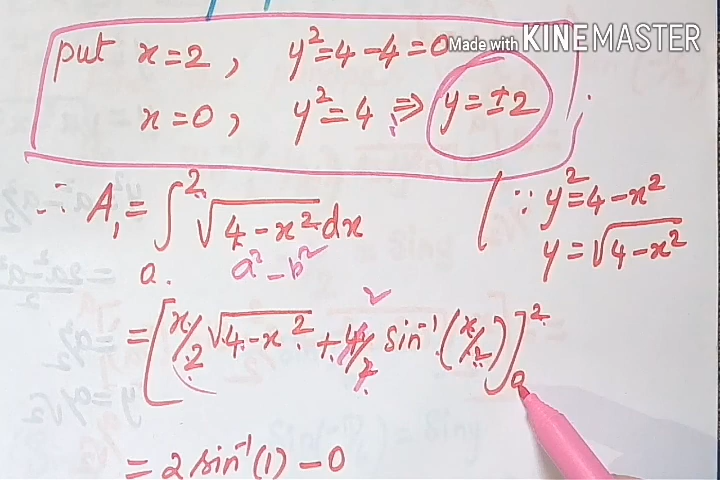 put x=2, y²=4-4=0
Made with KINEMASTER
x=0, y²=4 ⇒ y=±2
∴ A₁ = ∫₀² √(4-x²) dx (∵ y²=4-x²
a²-b² y=√(4-x²)
= [x/2 √(4-x²) + 4/2 sin⁻¹(x/2)]₀²
= 2 sin⁻¹(1) - 0